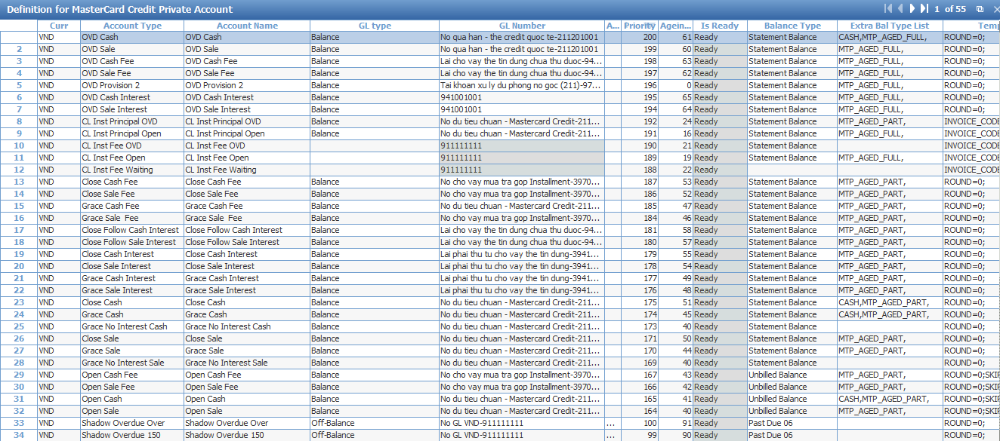 Definition for MasterCard Credit Private Account 1 of 55
Curr Account Type Account Name GL type GL Number A... Priority Agein... Is Ready Balance Type Extra Bal Type List Temp
VND OVD Cash OVD Cash Balance No qua han - the credit quoc te-211201001 200 61 Ready Statement Balance CASH,MTP_AGED_FULL, ROUND=0;
2 VND OVD Sale OVD Sale Balance No qua han - the credit quoc te-211201001 199 60 Ready Statement Balance MTP_AGED_FULL, ROUND=0;
3 VND OVD Cash Fee OVD Cash Fee Balance Lai cho vay the tin dung chua thu duoc-94... 198 63 Ready Statement Balance MTP_AGED_FULL, ROUND=0;
4 VND OVD Sale Fee OVD Sale Fee Balance Lai cho vay the tin dung chua thu duoc-94... 197 62 Ready Statement Balance MTP_AGED_FULL, ROUND=0;
5 VND OVD Provision 2 OVD Provision 2 Balance Tai khoan xu ly du phong no goc (211)-97... 196 0 Ready Statement Balance MTP_AGED_FULL, ROUND=0;
6 VND OVD Cash Interest OVD Cash Interest Balance 941001001 195 65 Ready Statement Balance MTP_AGED_FULL, ROUND=0;
7 VND OVD Sale Interest OVD Sale Interest Balance 941001001 194 64 Ready Statement Balance MTP_AGED_FULL, ROUND=0;
8 VND CL Inst Principal OVD CL Inst Principal OVD Balance No du tieu chuan - Mastercard Credit-211... 192 24 Ready Statement Balance MTP_AGED_PART, INVOICE_CODE
9 VND CL Inst Principal Open CL Inst Principal Open Balance No du tieu chuan - Mastercard Credit-211... 191 16 Ready Statement Balance MTP_AGED_FULL, INVOICE_CODE
10 VND CL Inst Fee OVD CL Inst Fee OVD 911111111 190 21 Ready Statement Balance INVOICE_CODE
11 VND CL Inst Fee Open CL Inst Fee Open 911111111 189 19 Ready Statement Balance MTP_AGED_FULL, INVOICE_CODE
12 VND CL Inst Fee Waiting CL Inst Fee Waiting 911111111 188 22 Ready INVOICE_CODE
13 VND Close Cash Fee Close Cash Fee Balance No cho vay mua tra gop Installment-3970... 187 53 Ready Statement Balance MTP_AGED_PART, ROUND=0;
14 VND Close Sale Fee Close Sale Fee Balance No cho vay mua tra gop Installment-3970... 186 52 Ready Statement Balance MTP_AGED_PART, ROUND=0;
15 VND Grace Cash Fee Grace Cash Fee Balance No du tieu chuan - Mastercard Credit-211... 185 47 Ready Statement Balance MTP_AGED_PART, ROUND=0;
16 VND Grace Sale Fee Grace Sale Fee Balance No cho vay mua tra gop Installment-3970... 184 46 Ready Statement Balance MTP_AGED_PART, ROUND=0;
17 VND Close Follow Cash Interest Close Follow Cash Interest Balance Lai cho vay the tin dung chua thu duoc-94... 181 58 Ready Statement Balance MTP_AGED_PART, ROUND=0;
18 VND Close Follow Sale Interest Close Follow Sale Interest Balance Lai cho vay the tin dung chua thu duoc-94... 180 57 Ready Statement Balance MTP_AGED_PART, ROUND=0;
19 VND Close Cash Interest Close Cash Interest Balance Lai phai thu tu cho vay the tin dung-3941... 179 55 Ready Statement Balance MTP_AGED_PART, ROUND=0;
20 VND Close Sale Interest Close Sale Interest Balance Lai phai thu tu cho vay the tin dung-3941... 178 54 Ready Statement Balance MTP_AGED_PART, ROUND=0;
21 VND Grace Cash Interest Grace Cash Interest Balance Lai phai thu tu cho vay the tin dung-3941... 177 49 Ready Statement Balance MTP_AGED_PART, ROUND=0;
22 VND Grace Sale Interest Grace Sale Interest Balance Lai phai thu tu cho vay the tin dung-3941... 176 48 Ready Statement Balance MTP_AGED_PART, ROUND=0;
23 VND Close Cash Close Cash Balance No du tieu chuan - Mastercard Credit-211... 175 51 Ready Statement Balance CASH,MTP_AGED_PART, ROUND=0;
24 VND Grace Cash Grace Cash Balance No du tieu chuan - Mastercard Credit-211... 174 45 Ready Statement Balance CASH,MTP_AGED_PART, ROUND=0;
25 VND Grace No Interest Cash Grace No Interest Cash Balance No du tieu chuan - Mastercard Credit-211... 173 40 Ready Statement Balance ROUND=0;
26 VND Close Sale Close Sale Balance No du tieu chuan - Mastercard Credit-211... 171 50 Ready Statement Balance MTP_AGED_PART, ROUND=0;
27 VND Grace Sale Grace Sale Balance No du tieu chuan - Mastercard Credit-211... 170 44 Ready Statement Balance MTP_AGED_PART, ROUND=0;
28 VND Grace No Interest Sale Grace No Interest Sale Balance No du tieu chuan - Mastercard Credit-211... 169 40 Ready Statement Balance ROUND=0;
29 VND Open Cash Fee Open Cash Fee Balance No cho vay mua tra gop Installment-3970... 167 43 Ready Unbilled Balance MTP_AGED_PART, ROUND=0;SKIP
30 VND Open Sale Fee Open Sale Fee Balance No cho vay mua tra gop Installment-3970... 166 42 Ready Unbilled Balance MTP_AGED_PART, ROUND=0;SKIP
31 VND Open Cash Open Cash Balance No du tieu chuan - Mastercard Credit-211... 165 41 Ready Unbilled Balance CASH,MTP_AGED_PART, ROUND=0;SKIP
32 VND Open Sale Open Sale Balance No du tieu chuan - Mastercard Credit-211... 164 40 Ready Unbilled Balance MTP_AGED_PART, ROUND=0;SKIP
33 VND Shadow Overdue Over Shadow Overdue Over Off-Balance No GL VND-911111111 ... 100 91 Ready Past Due 06 ROUND=0;
34 VND Shadow Overdue 150 Shadow Overdue 150 Off-Balance No GL VND-911111111 ... 99 90 Ready Past Due 06 ROUND=0;